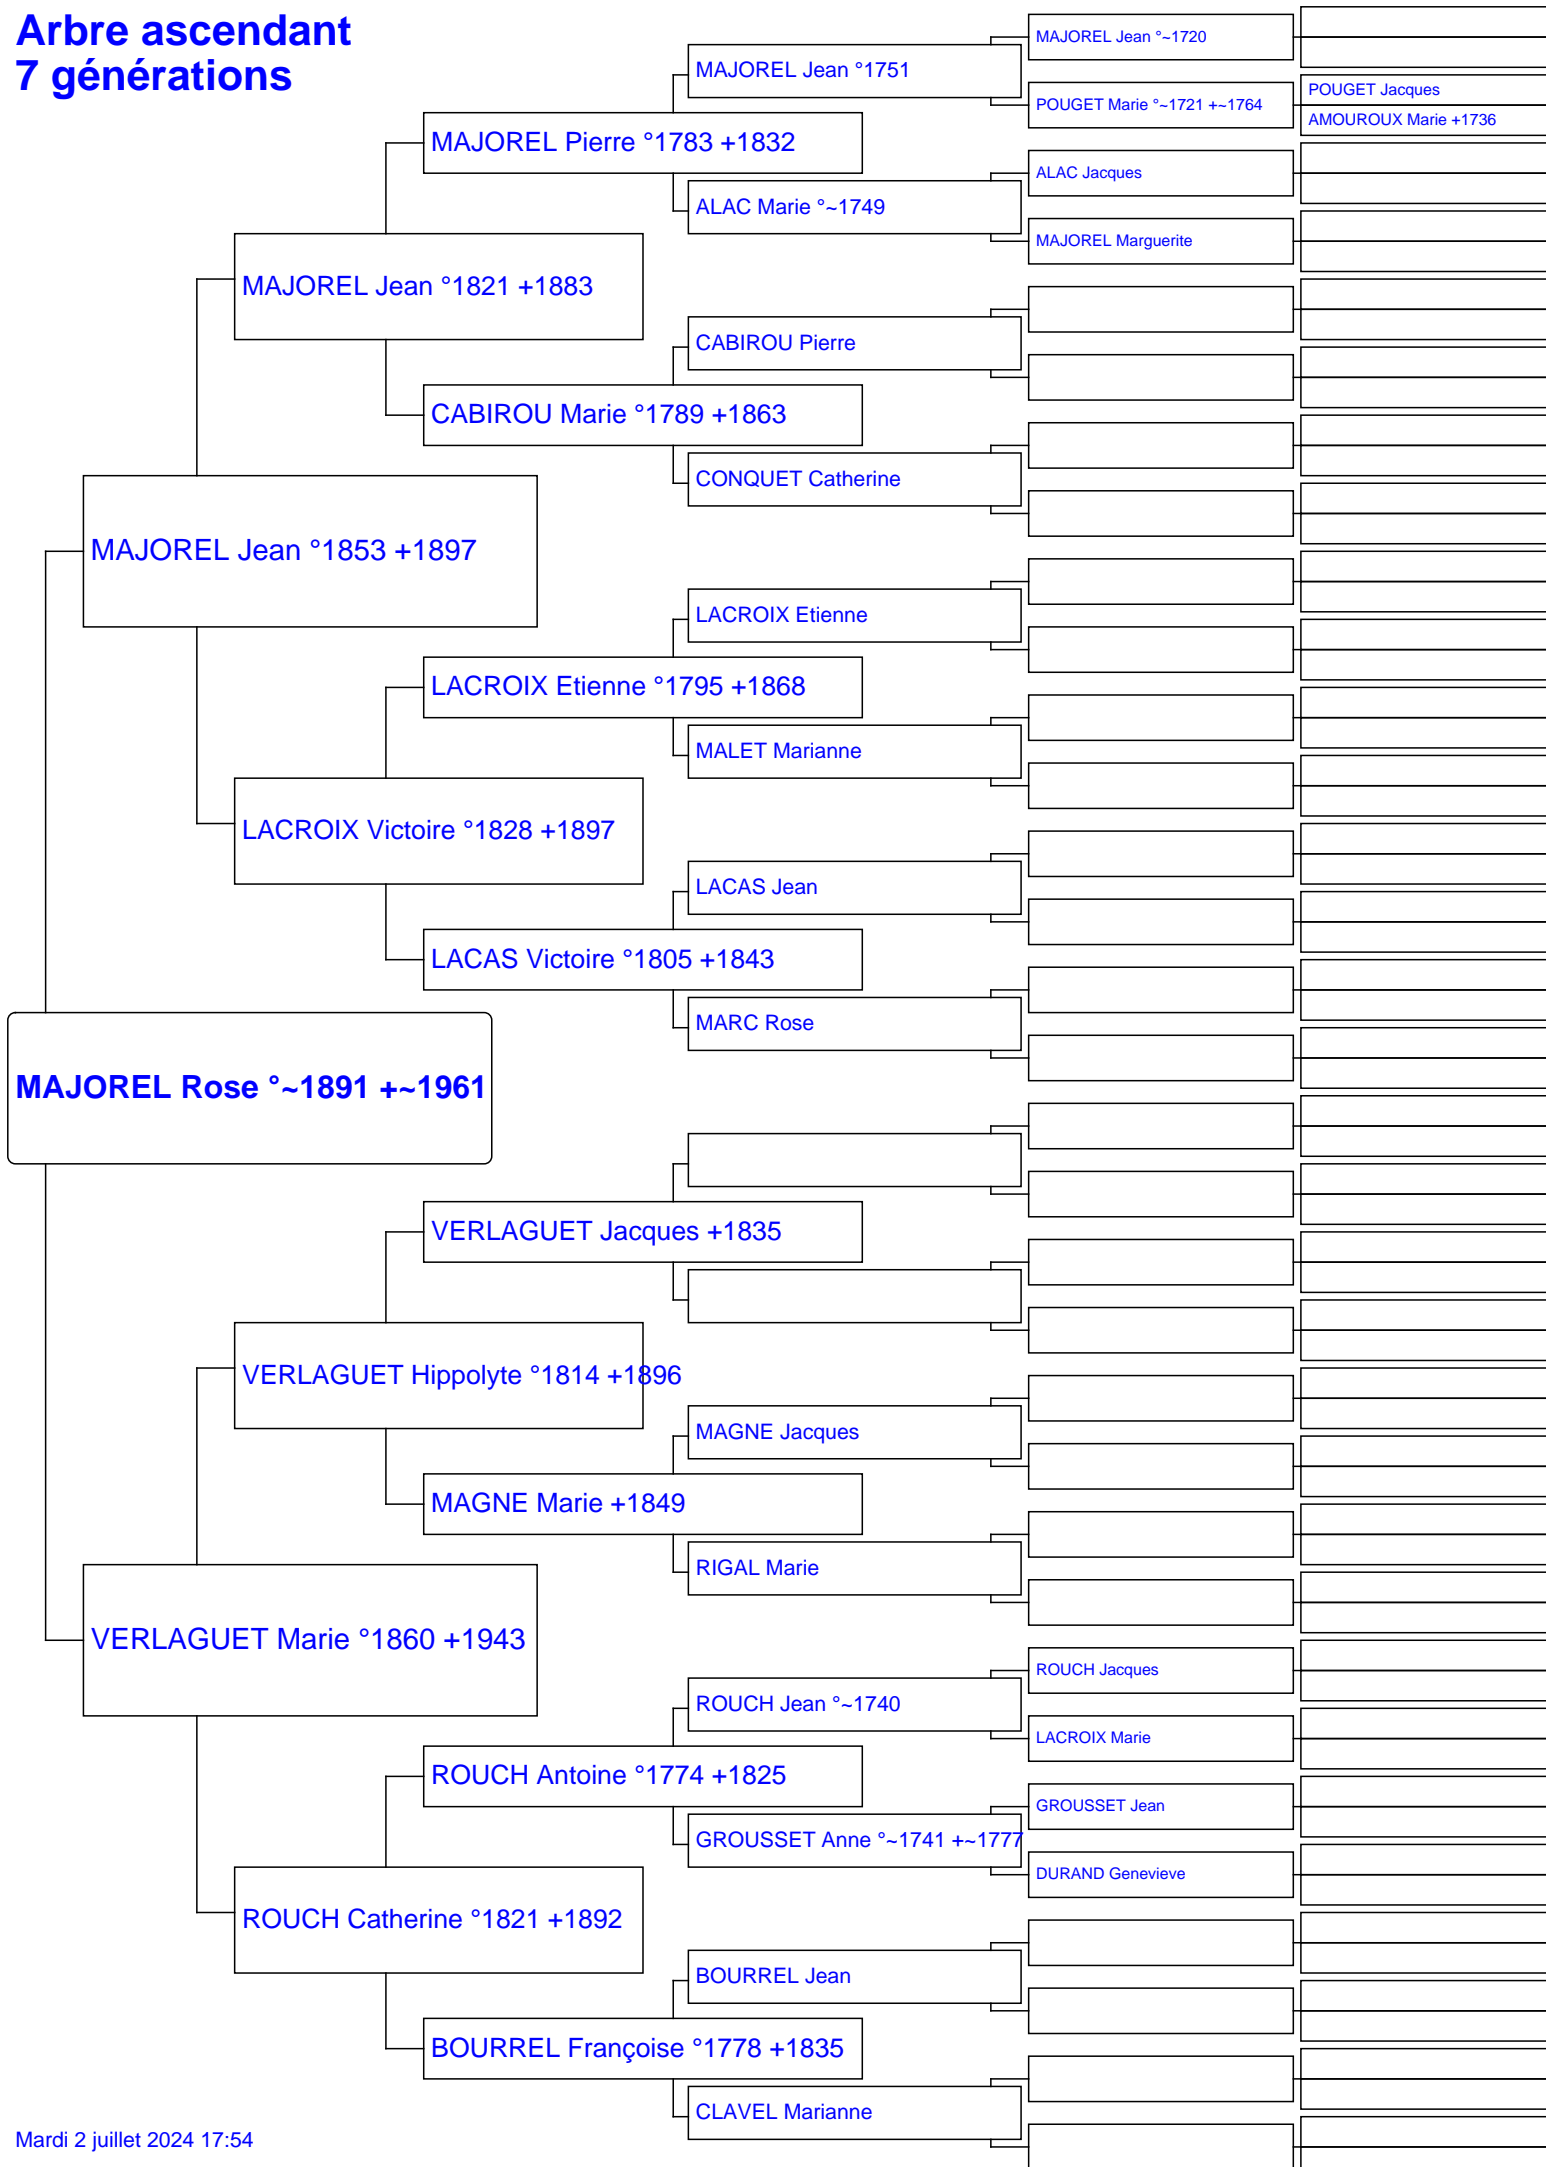 Arbre ascendant
7 générations
MAJOREL Jean °~1720
MAJOREL Jean °1751
POUGET Jacques
POUGET Marie °~1721 +~1764
AMOUROUX Marie +1736
MAJOREL Pierre °1783 +1832
ALAC Jacques
ALAC Marie °~1749
MAJOREL Marguerite
MAJOREL Jean °1821 +1883
CABIROU Pierre
CABIROU Marie °1789 +1863
CONQUET Catherine
MAJOREL Jean °1853 +1897
LACROIX Etienne
LACROIX Etienne °1795 +1868
MALET Marianne
LACROIX Victoire °1828 +1897
LACAS Jean
LACAS Victoire °1805 +1843
MARC Rose
MAJOREL Rose °~1891 +~1961
VERLAGUET Jacques +1835
VERLAGUET Hippolyte °1814 +1896
MAGNE Jacques
MAGNE Marie +1849
RIGAL Marie
VERLAGUET Marie °1860 +1943
ROUCH Jacques
ROUCH Jean °~1740
LACROIX Marie
ROUCH Antoine °1774 +1825
GROUSSET Jean
GROUSSET Anne °~1741 +~1777
DURAND Genevieve
ROUCH Catherine °1821 +1892
BOURREL Jean
BOURREL Françoise °1778 +1835
CLAVEL Marianne
Mardi 2 juillet 2024 17:54